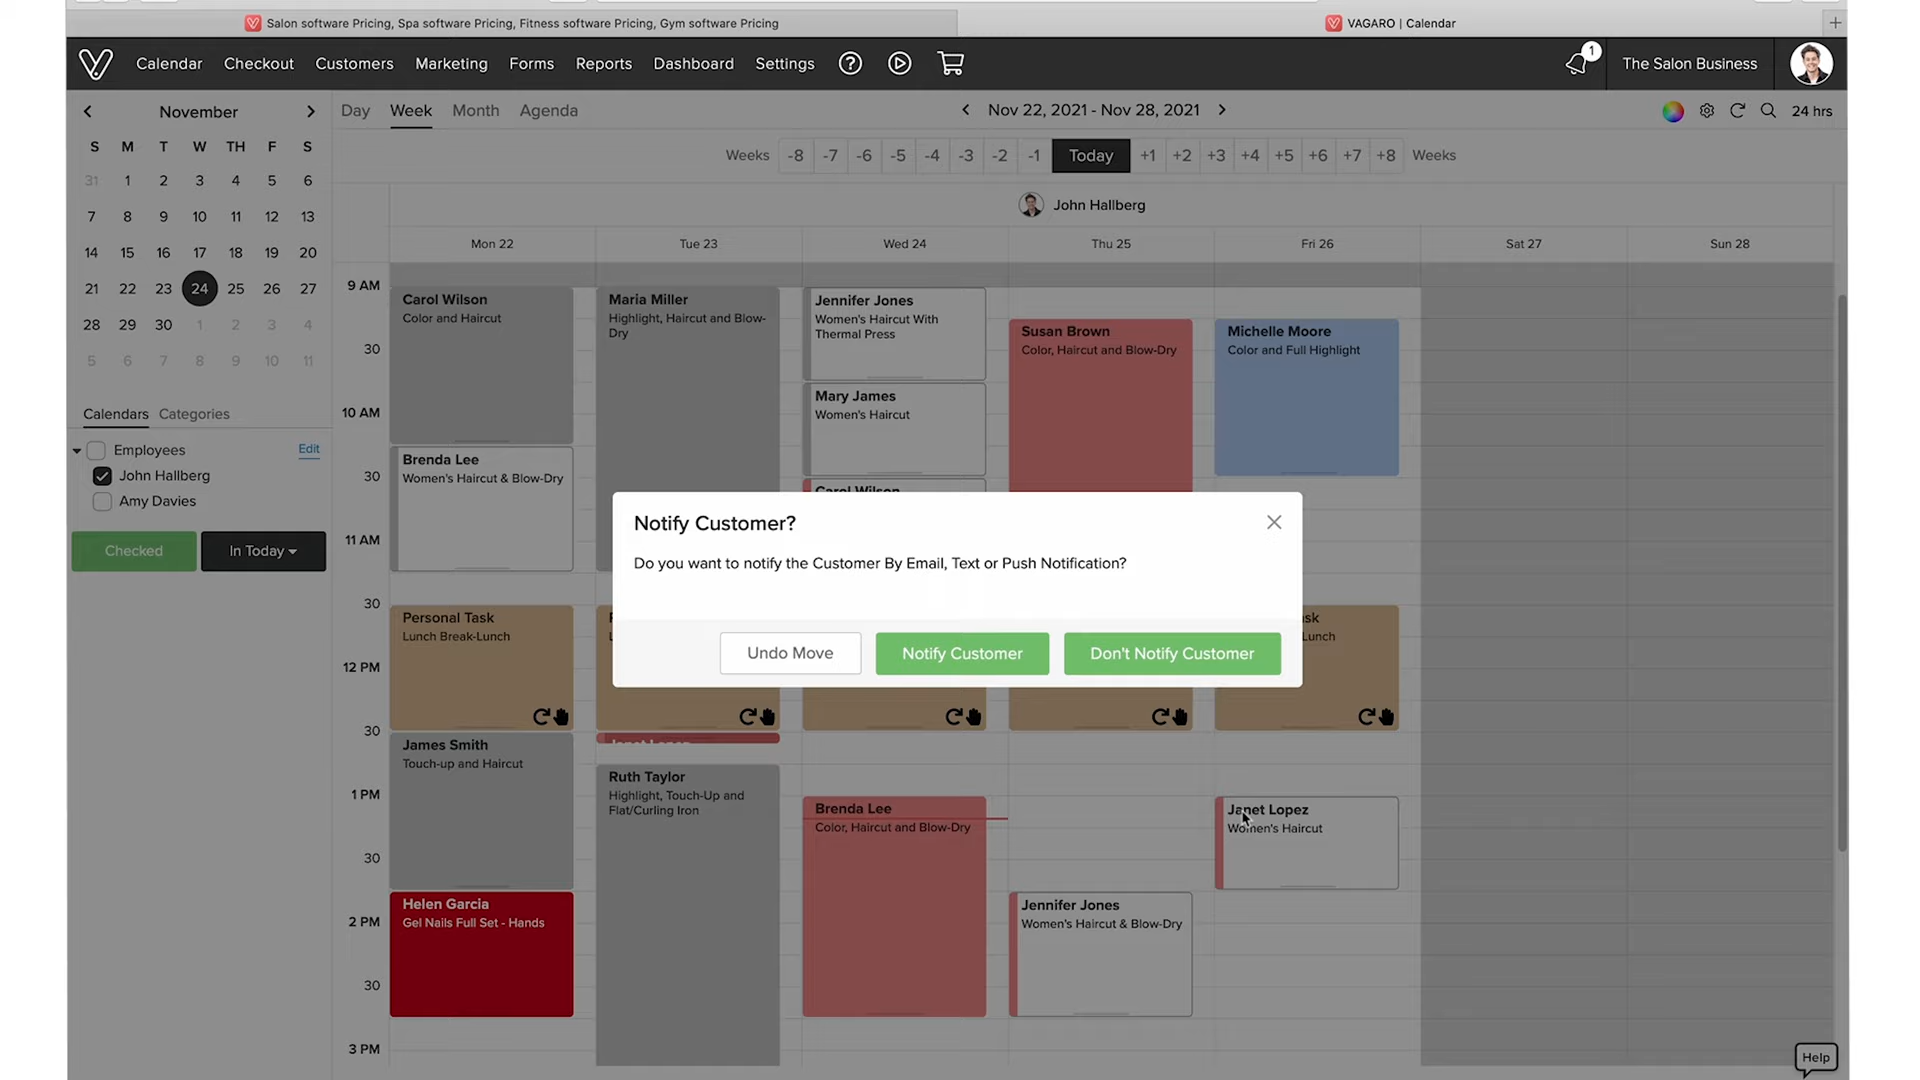 Salon software Pricing, Spa software Pricing, Fitness software Pricing, Gym software Pricing
VAGARO | Calendar
Calendar Checkout Customers Marketing Forms Reports Dashboard Settings
1
The Salon Business
November
Day Week Month Agenda
Nov 22, 2021 - Nov 28, 2021
24 hrs
S M T W TH F S
31 1 2 3 4 5 6
7 8 9 10 11 12 13
14 15 16 17 18 19 20
21 22 23 24 25 26 27
28 29 30 1 2 3 4
5 6 7 8 9 10 11
Weeks -8 -7 -6 -5 -4 -3 -2 -1 Today +1 +2 +3 +4 +5 +6 +7 +8 Weeks
John Hallberg
Mon 22 Tue 23 Wed 24 Thu 25 Fri 26 Sat 27 Sun 28
Calendars Categories
Employees Edit
John Hallberg
Amy Davies
Checked In Today
9 AM
30
10 AM
30
11 AM
30
12 PM
30
1 PM
30
2 PM
30
3 PM
Carol Wilson
Color and Haircut
Brenda Lee
Women's Haircut & Blow-Dry
Personal Task
Lunch Break-Lunch
James Smith
Touch-up and Haircut
Helen Garcia
Gel Nails Full Set - Hands
Maria Miller
Highlight, Haircut and Blow-
Dry
Ruth Taylor
Highlight, Touch-Up and
Flat/Curling Iron
Jennifer Jones
Women's Haircut With
Thermal Press
Mary James
Women's Haircut
Carol Wilson
Brenda Lee
Color, Haircut and Blow-Dry
Susan Brown
Color, Haircut and Blow-Dry
Jennifer Jones
Women's Haircut & Blow-Dry
Michelle Moore
Color and Full Highlight
sk
Lunch
Janet Lopez
Women's Haircut
Notify Customer?
Do you want to notify the Customer By Email, Text or Push Notification?
Undo Move Notify Customer Don't Notify Customer
Help